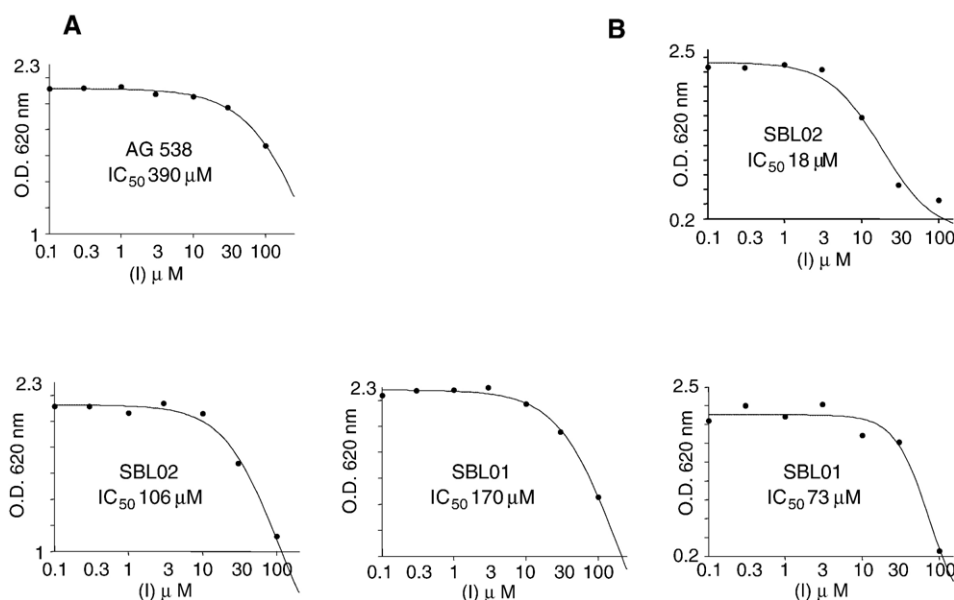 A
2.3
O.D. 620 nm
AG 538
IC50 390 μM
1
0.1 0.3 1 3 10 30 100
(I) μ M
B
2.5
O.D. 620 nm
SBL02
IC50 18 μM
0.2
0.1 0.3 1 3 10 30 100
(I) μ M
2.3
O.D. 620 nm
SBL02
IC50 106 μM
1
0.1 0.3 1 3 10 30 100
(I) μ M
2.3
O.D. 620 nm
SBL01
IC50 170 μM
0.1 0.3 1 3 10 30 100
(I) μ M
2.5
O.D. 620 nm
SBL01
IC50 73 μM
0.2
0.1 0.3 1 3 10 30 100
(I) μ M